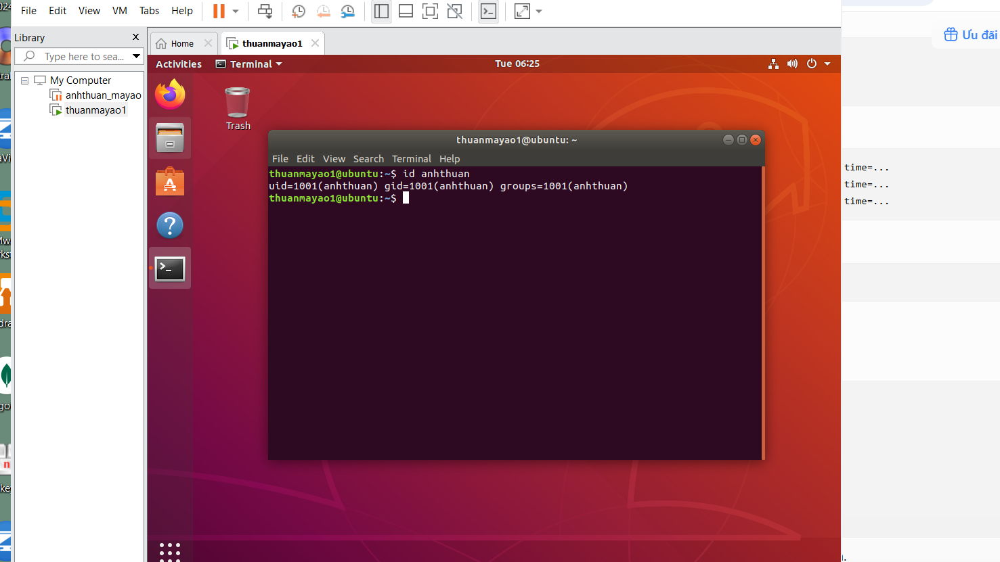 File Edit View VM Tabs Help
Library
Type here to sea...
My Computer
anhthuan_mayao
thuanmayao1
Home
thuanmayao1
Activities
Terminal
Tue 06:25
Trash
thuanmayao1@ubuntu: ~
File Edit View Search Terminal Help
thuanmayao1@ubuntu:~$ id anhthuan
uid=1001(anhthuan) gid=1001(anhthuan) groups=1001(anhthuan)
thuanmayao1@ubuntu:~$
Ưu đãi
time=...
time=...
time=...